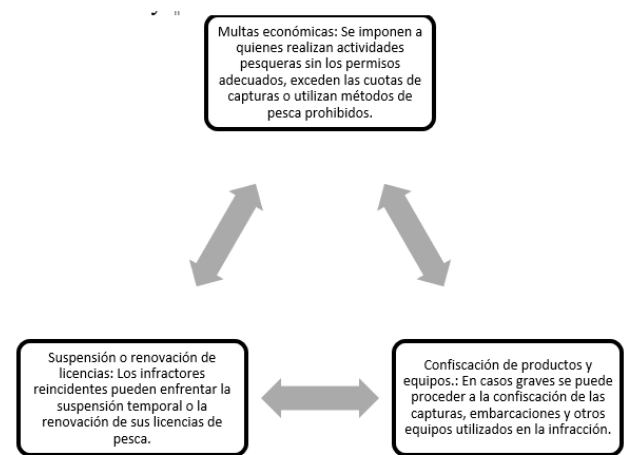 Multas económicas: Se imponen a
quienes realizan actividades
pesqueras sin los permisos
adecuados, exceden las cuotas de
capturas o utilizan métodos de
pesca prohibidos.
Suspensión o renovación de
licencias: Los infractores
reincidentes pueden enfrentar la
suspensión temporal o la
renovación de sus licencias de
pesca.
Confiscación de productos y
equipos.: En casos graves se puede
proceder a la confiscación de las
capturas, embarcaciones y otros
equipos utilizados en la infracción.